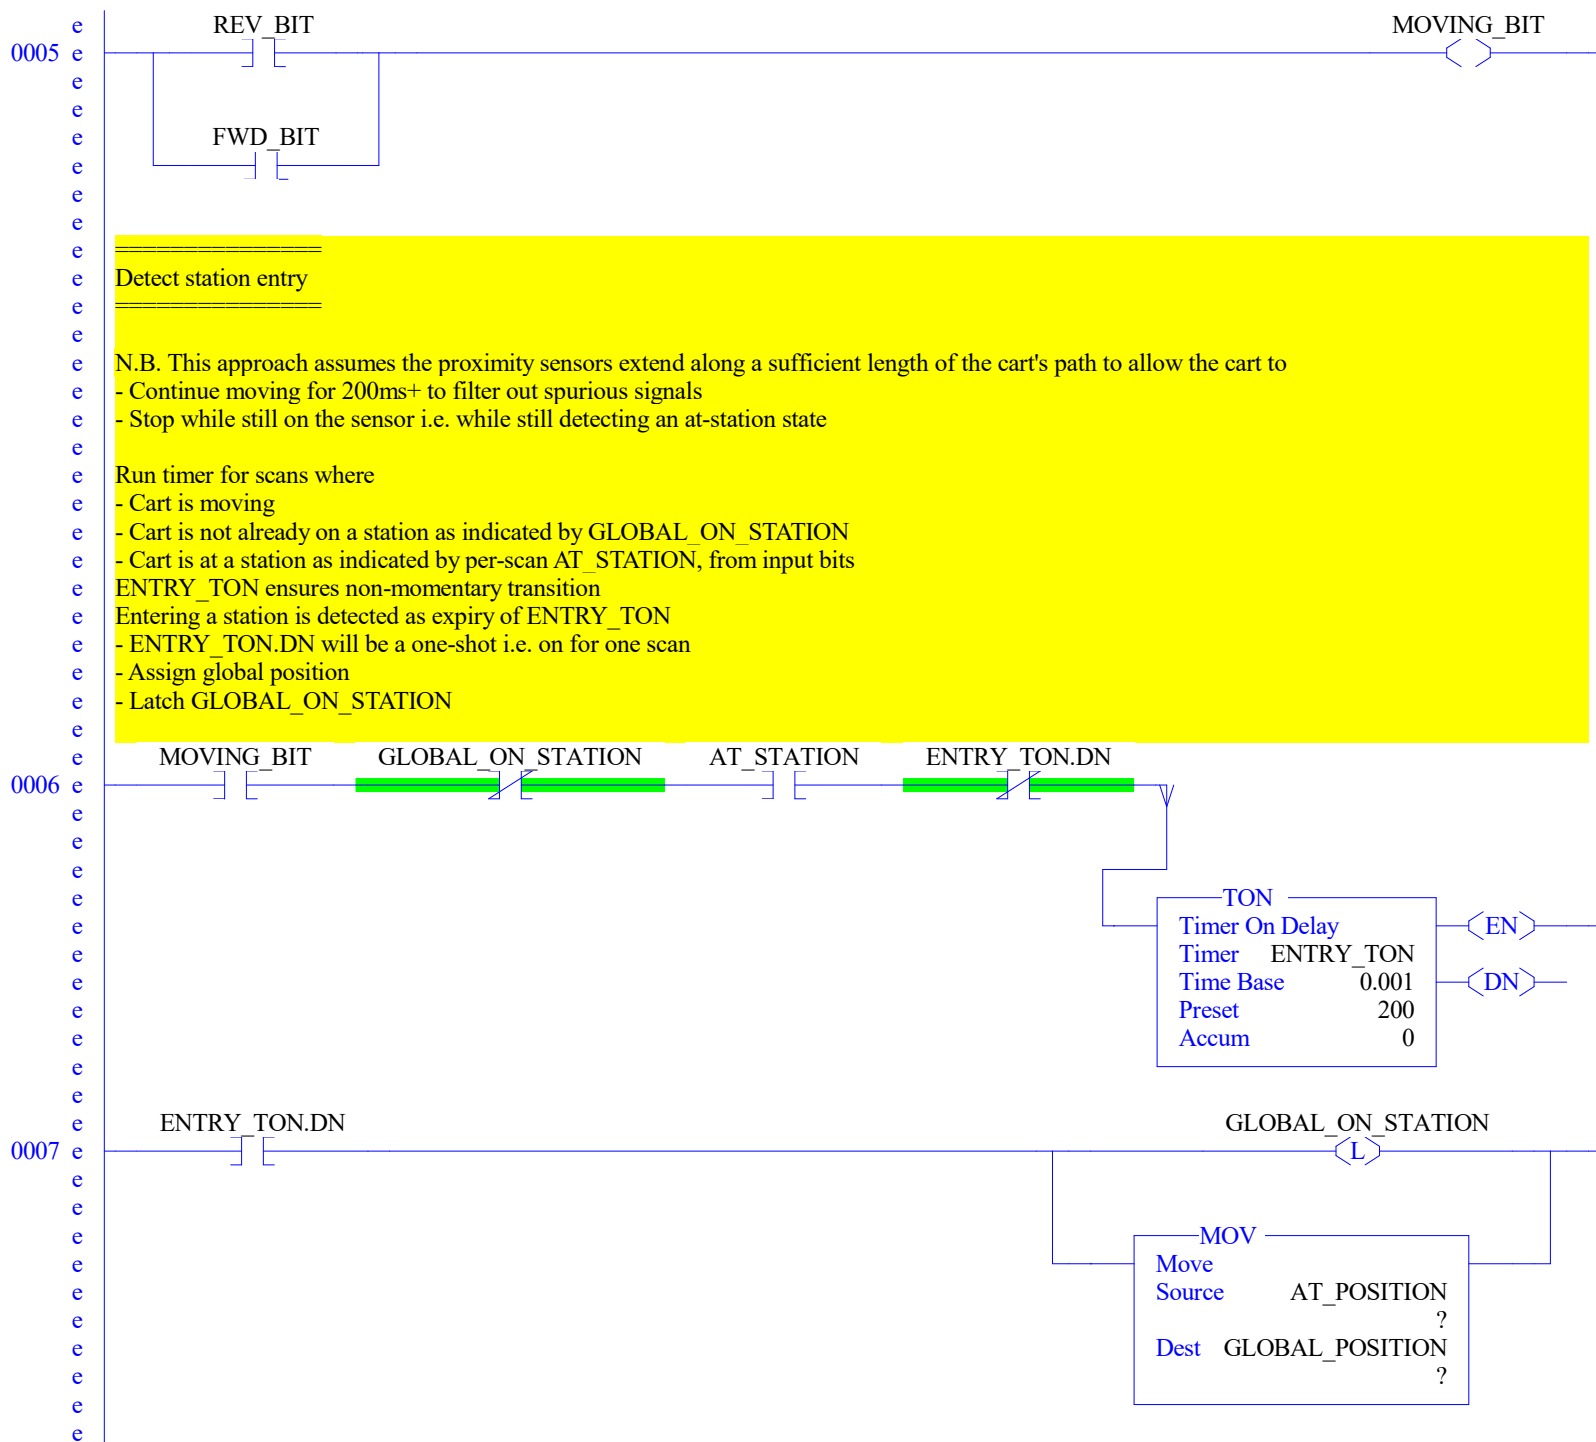 e
REV_BIT MOVING_BIT
0005 e
e
e
e FWD_BIT
e
e
e
e ===============
e Detect station entry
e ===============
e
e N.B. This approach assumes the proximity sensors extend along a sufficient length of the cart's path to allow the cart to
e - Continue moving for 200ms+ to filter out spurious signals
e - Stop while still on the sensor i.e. while still detecting an at-station state
e
e Run timer for scans where
e - Cart is moving
e - Cart is not already on a station as indicated by GLOBAL_ON_STATION
e - Cart is at a station as indicated by per-scan AT_STATION, from input bits
e ENTRY_TON ensures non-momentary transition
e Entering a station is detected as expiry of ENTRY_TON
e - ENTRY_TON.DN will be a one-shot i.e. on for one scan
e - Assign global position
e - Latch GLOBAL_ON_STATION
e
e MOVING_BIT GLOBAL_ON_STATION AT_STATION ENTRY_TON.DN
0006 e
e
e
e
e TON
e Timer On Delay EN
e Timer ENTRY_TON
e Time Base 0.001 DN
e Preset 200
e Accum 0
e
e
e ENTRY_TON.DN GLOBAL_ON_STATION
0007 e L
e
e
e MOV
e Move
e Source AT_POSITION
e ?
e Dest GLOBAL_POSITION
e ?
e
e